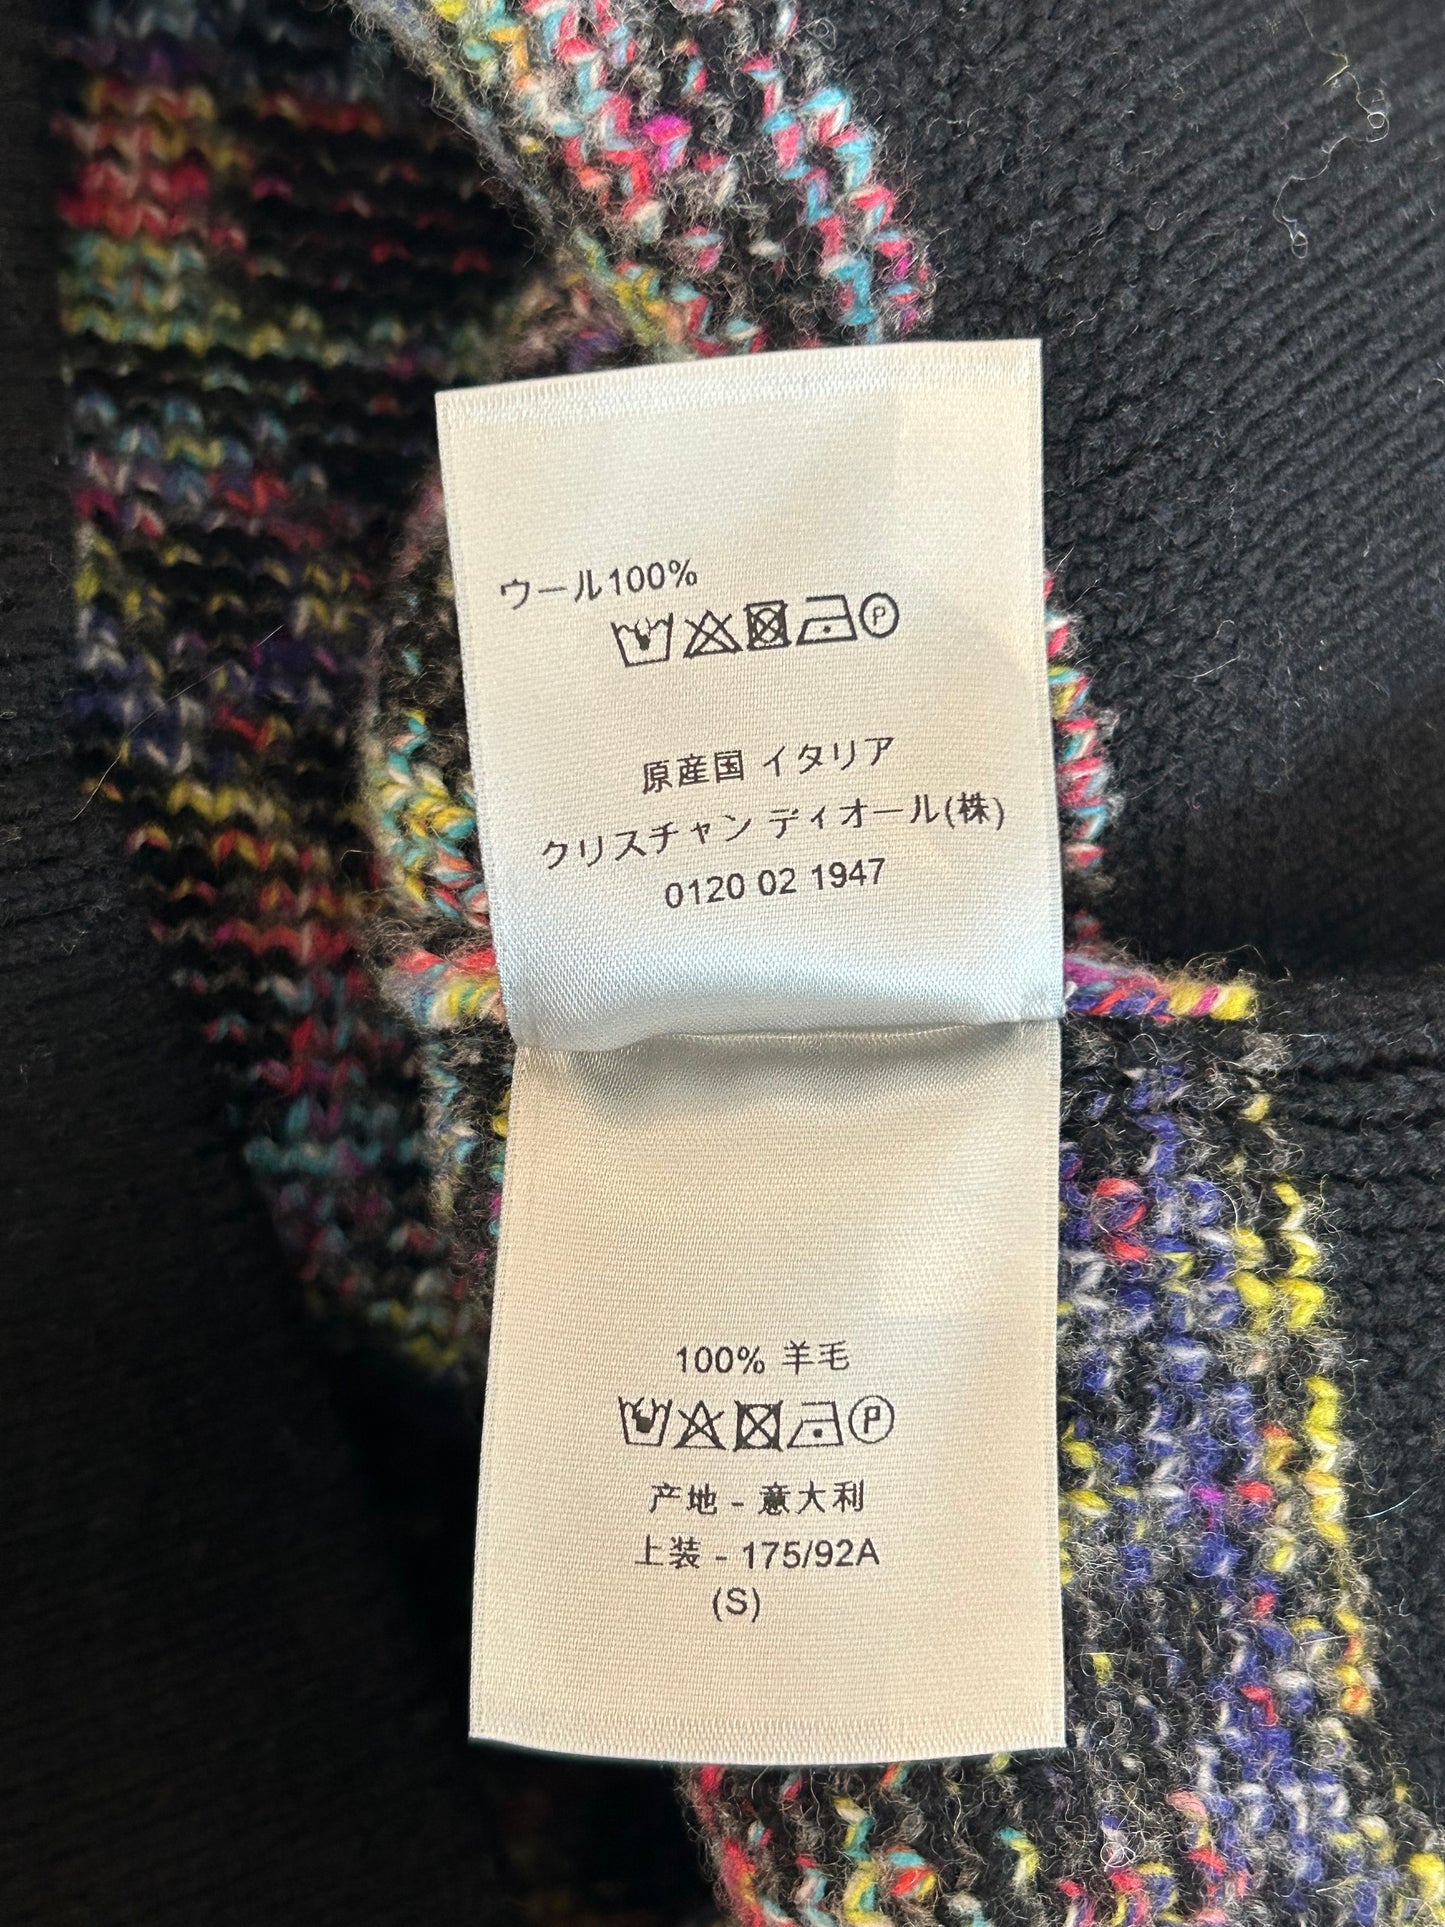 ウール100%
P
原産国 イタリア
クリスチャン ディオール(株)
0120 02 1947
100% 羊毛
P
产地 - 意大利
上装 - 175/92A
(S)